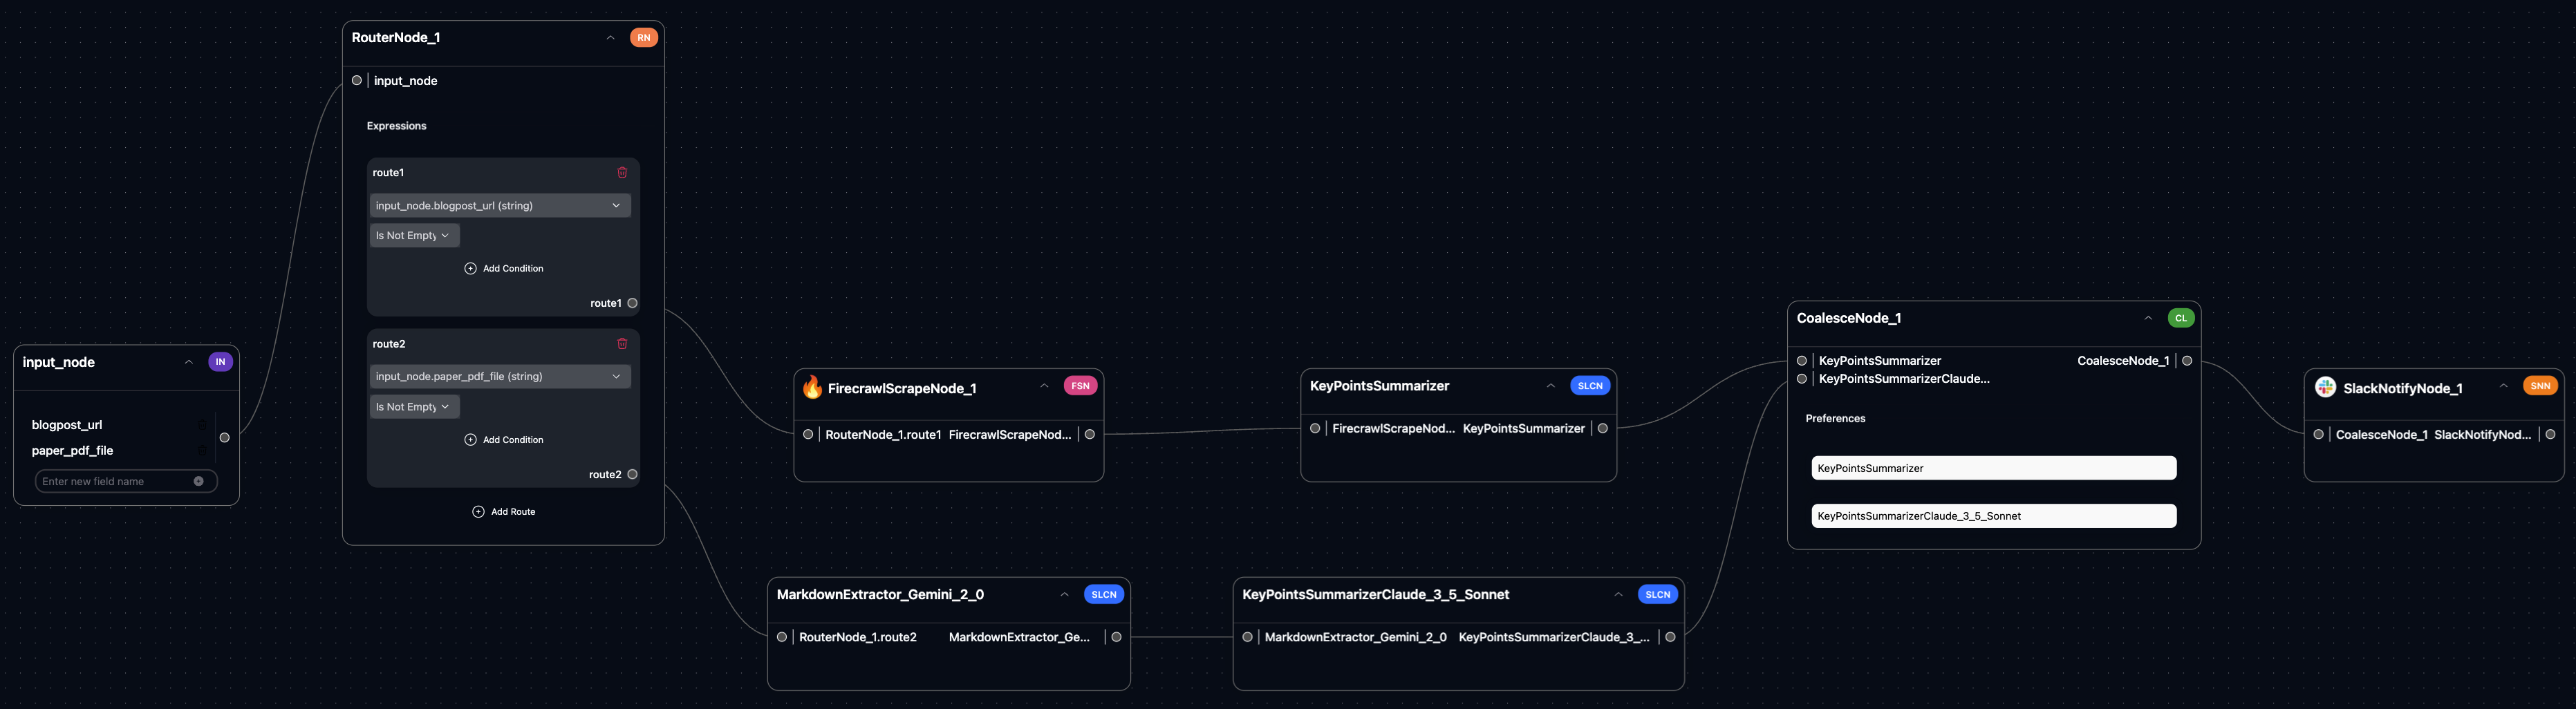 input_node
IN
blogpost_url
paper_pdf_file
Enter new field name
RouterNode_1
RN
input_node
Expressions
route1
input_node.blogpost_url (string)
Is Not Empty
Add Condition
route1
route2
input_node.paper_pdf_file (string)
Is Not Empty
Add Condition
route2
Add Route
FirecrawlScrapeNode_1
FSN
RouterNode_1.route1 FirecrawlScrapeNod...
MarkdownExtractor_Gemini_2_0
SLCN
RouterNode_1.route2 MarkdownExtractor_Ge...
KeyPointsSummarizer
SLCN
FirecrawlScrapeNod... KeyPointsSummarizer
KeyPointsSummarizerClaude_3_5_Sonnet
SLCN
MarkdownExtractor_Gemini_2_0 KeyPointsSummarizerClaude_3_...
CoalesceNode_1
CL
KeyPointsSummarizer CoalesceNode_1
KeyPointsSummarizerClaude...
Preferences
KeyPointsSummarizer
KeyPointsSummarizerClaude_3_5_Sonnet
SlackNotifyNode_1
SNN
CoalesceNode_1 SlackNotifyNod...